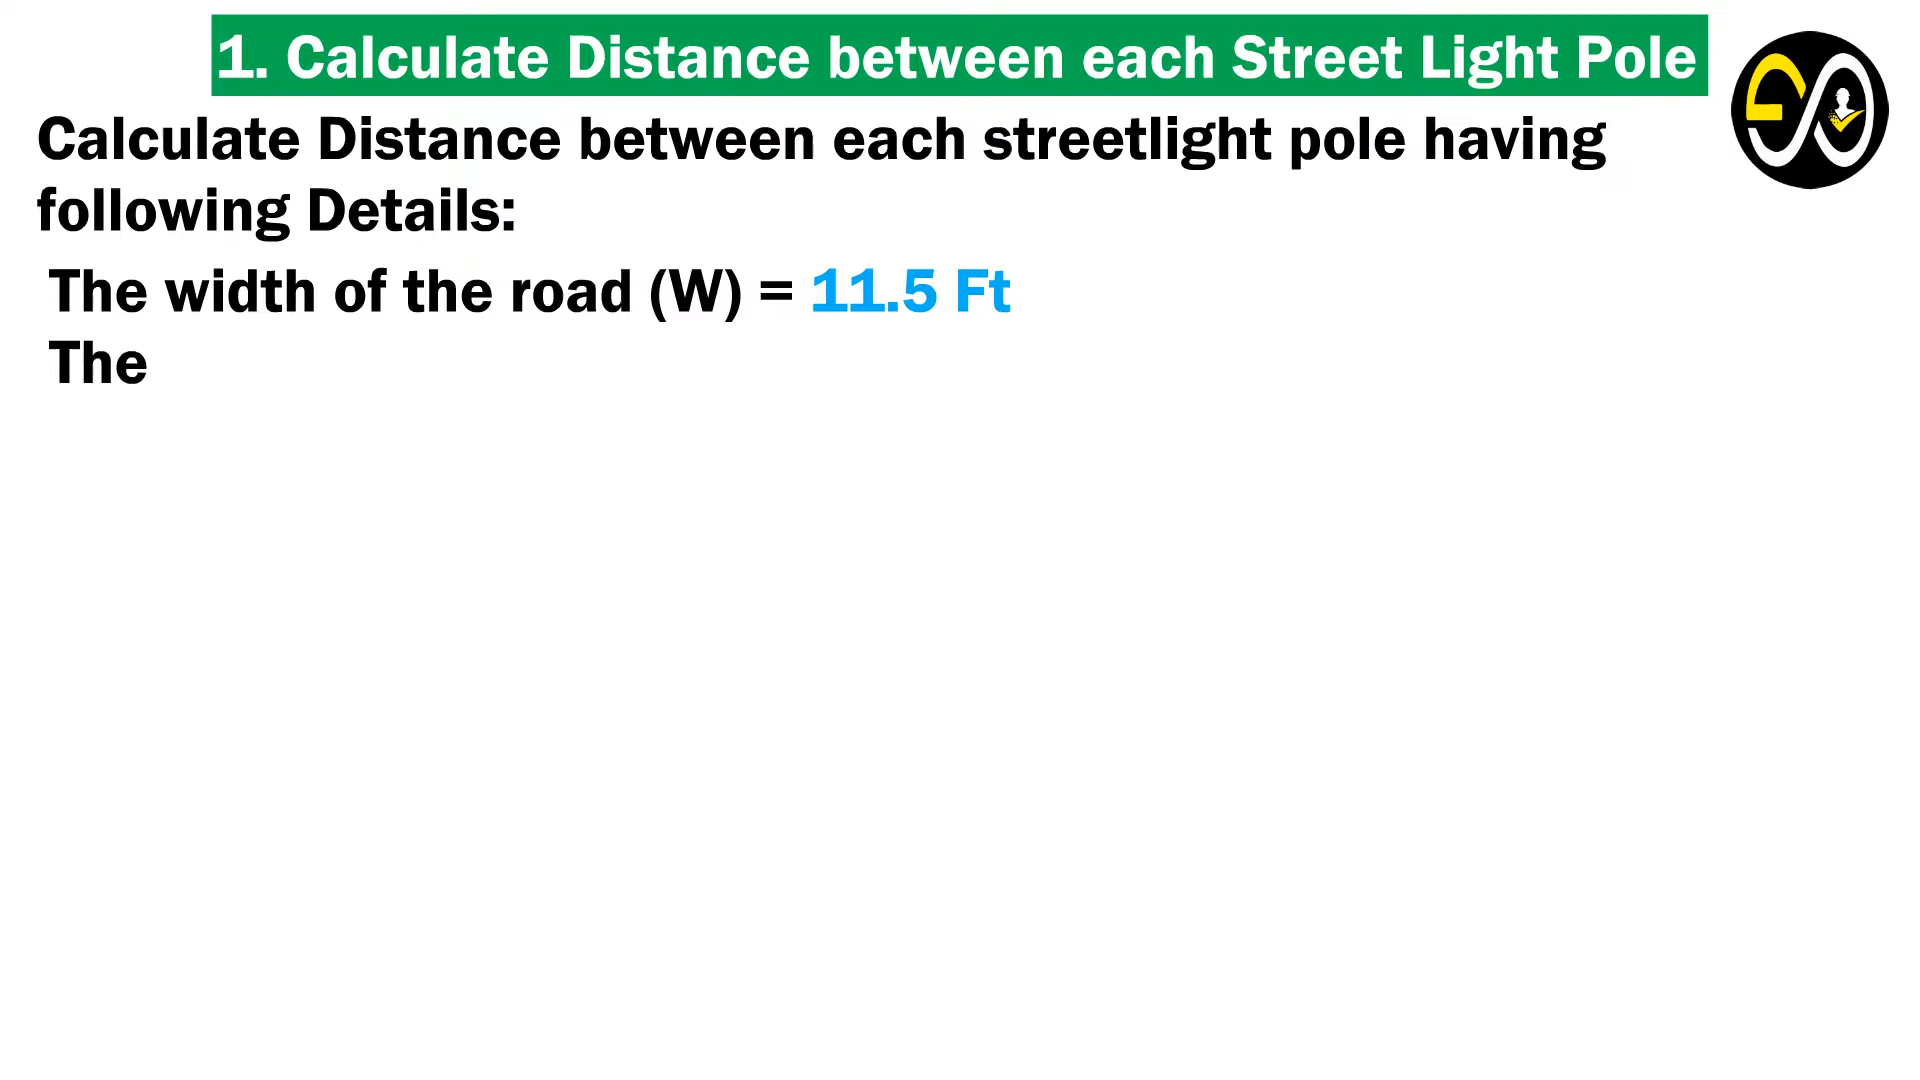 1. Calculate Distance between each Street Light Pole
Calculate Distance between each streetlight pole having
following Details:
The width of the road (W) = 11.5 Ft
The